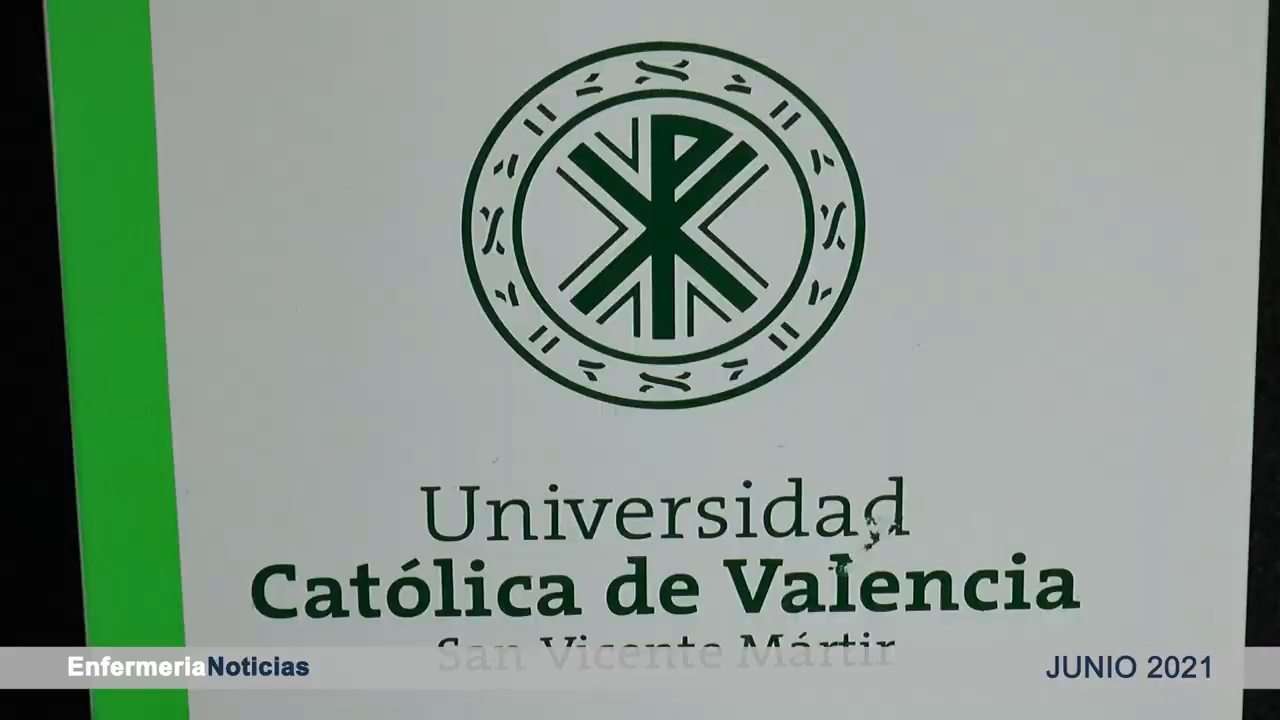 Universidad
Católica de Valencia
San Vicente Mártir
EnfermeriaNoticias
JUNIO 2021